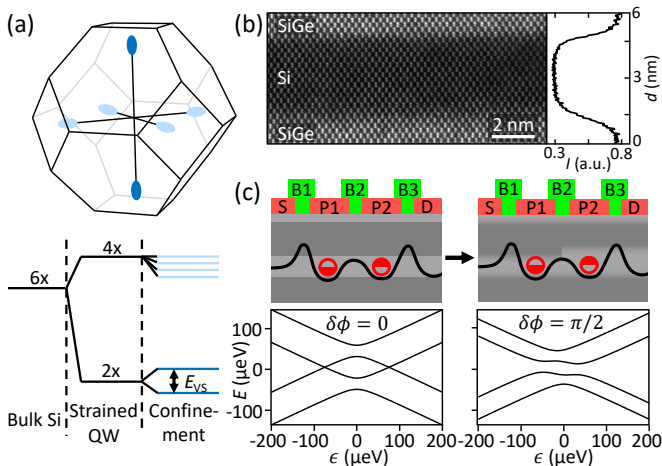 (a)
6x
4x
2x
E_VS
Bulk Si
Strained
QW
Confine-
ment
(b)
SiGe
Si
SiGe
2 nm
6
3
0
d (nm)
0.3
0.8
I (a.u.)
(c)
B1 B2 B3
S P1 P2 D
B1 B2 B3
S P1 P2 D
δϕ = 0
100
0
-100
E (µeV)
-200 -100 0 100 200
ϵ (µeV)
δϕ = π/2
-200 -100 0 100 200
ϵ (µeV)